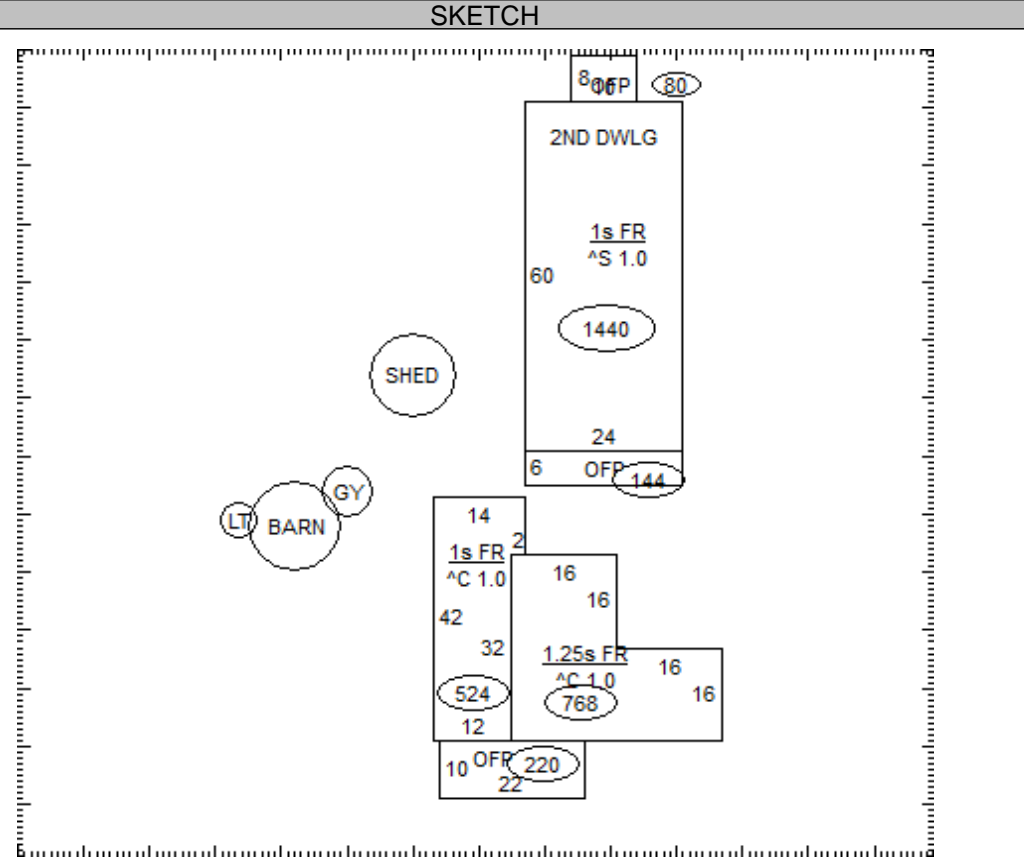 SKETCH
8 10 OFP 80
2ND DWLG
1s FR
^S 1.0
60
1440
SHED
24
6 OFP 144
GY
LT BARN
14
2
1s FR
^C 1.0
16
16
42
32
1.25s FR
^C 1.0
16
16
524
768
12
10 OFP 220
22